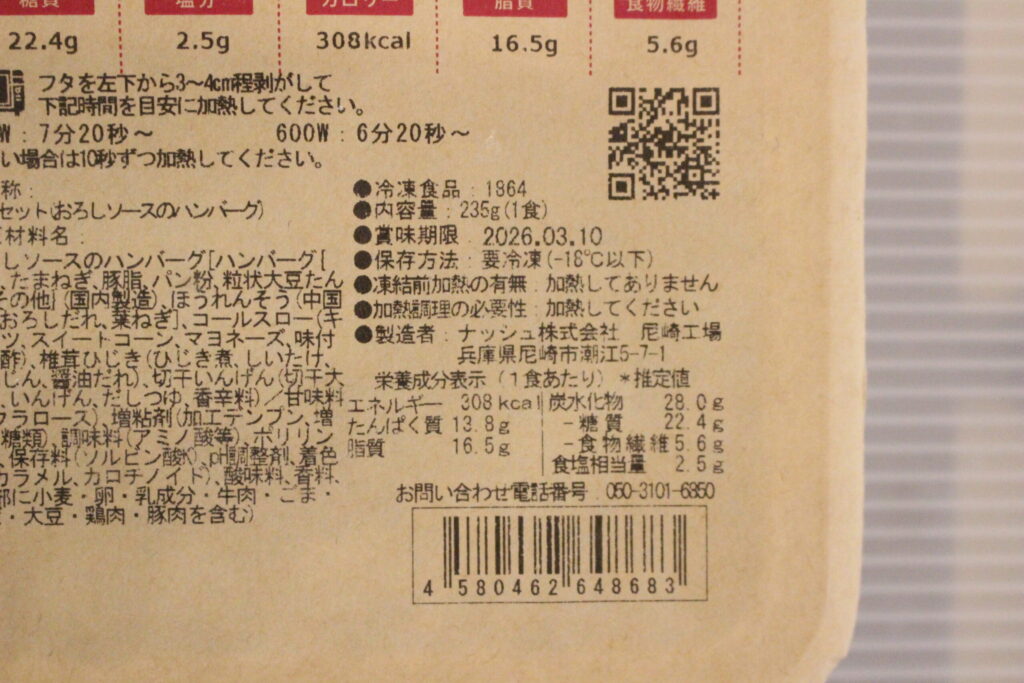 糖質 塩分 カロリー 脂質 食物繊維
22.4g 2.5g 308kcal 16.5g 5.6g
フタを左下から3〜4cm程剥がして
下記時間を目安に加熱してください。
W：7分20秒〜 600W：6分20秒〜
い場合は10秒ずつ加熱してください。
称：
セット(おろしソースのハンバーグ)
材料名：
しソースのハンバーグ[ハンバーグ{
、たまねぎ、豚脂、パン粉、粒状大豆たん
その他}(国内製造)、ほうれんそう(中国
おろしだれ、葉ねぎ]、コールスロー(キ
ツ、スイートコーン、マヨネーズ、味付
酢)、椎茸ひじき(ひじき煮、しいたけ、
じん、醤油だれ)、切干いんげん(切干大
、いんげん、だしつゆ、香辛料)／甘味料
クラロース)、増粘剤(加工デンプン、増
糖類)、調味料(アミノ酸等)、ポリリン
、保存料(ソルビン酸K)、pH調整剤、着色
カラメル、カロチノイド)、酸味料、香料、
部に小麦・卵・乳成分・牛肉・ごま・
・大豆・鶏肉・豚肉を含む)
●冷凍食品：1864
●内容量：235g(1食)
●賞味期限：2026.03.10
●保存方法：要冷凍(-18℃以下)
●凍結前加熱の有無：加熱してありません
●加熱調理の必要性：加熱してください
●製造者：ナッシュ株式会社 尼崎工場
兵庫県尼崎市潮江5-7-1
栄養成分表示（1食あたり）＊推定値
エネルギー 308kcal
たんぱく質 13.8g
脂質 16.5g
炭水化物 28.0g
-糖質 22.4g
-食物繊維 5.6g
食塩相当量 2.5g
お問い合わせ電話番号：050-3101-6350
4 580462 648683